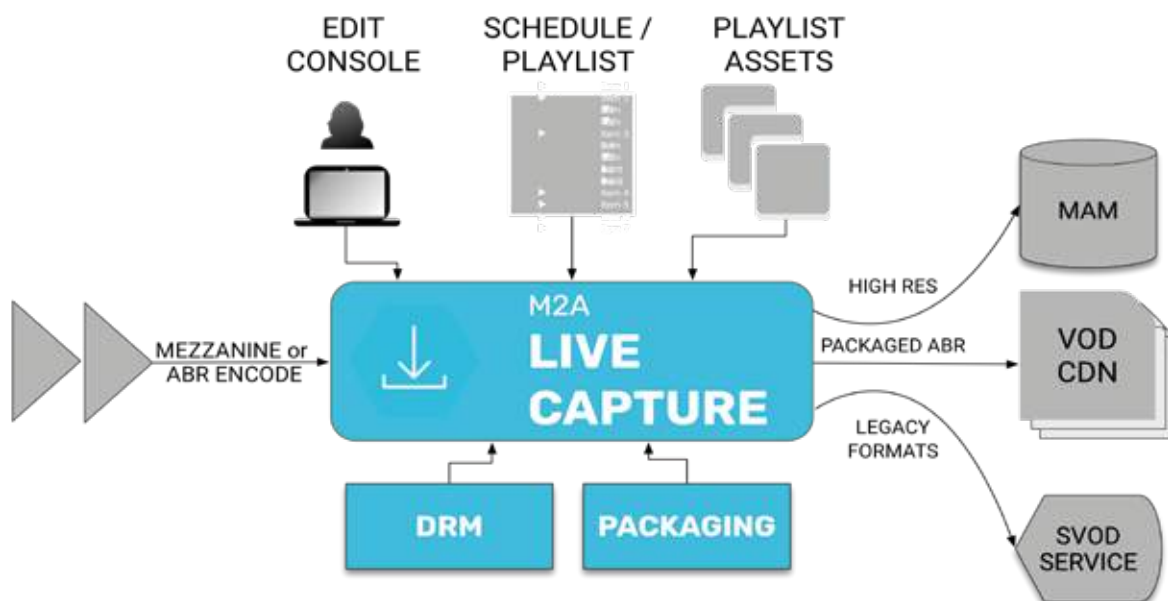 EDIT
CONSOLE
SCHEDULE /
PLAYLIST
PLAYLIST
ASSETS
MAM
HIGH RES
M2A
LIVE
CAPTURE
MEZZANINE or
ABR ENCODE
PACKAGED ABR
VOD
CDN
LEGACY
FORMATS
DRM
PACKAGING
SVOD
SERVICE